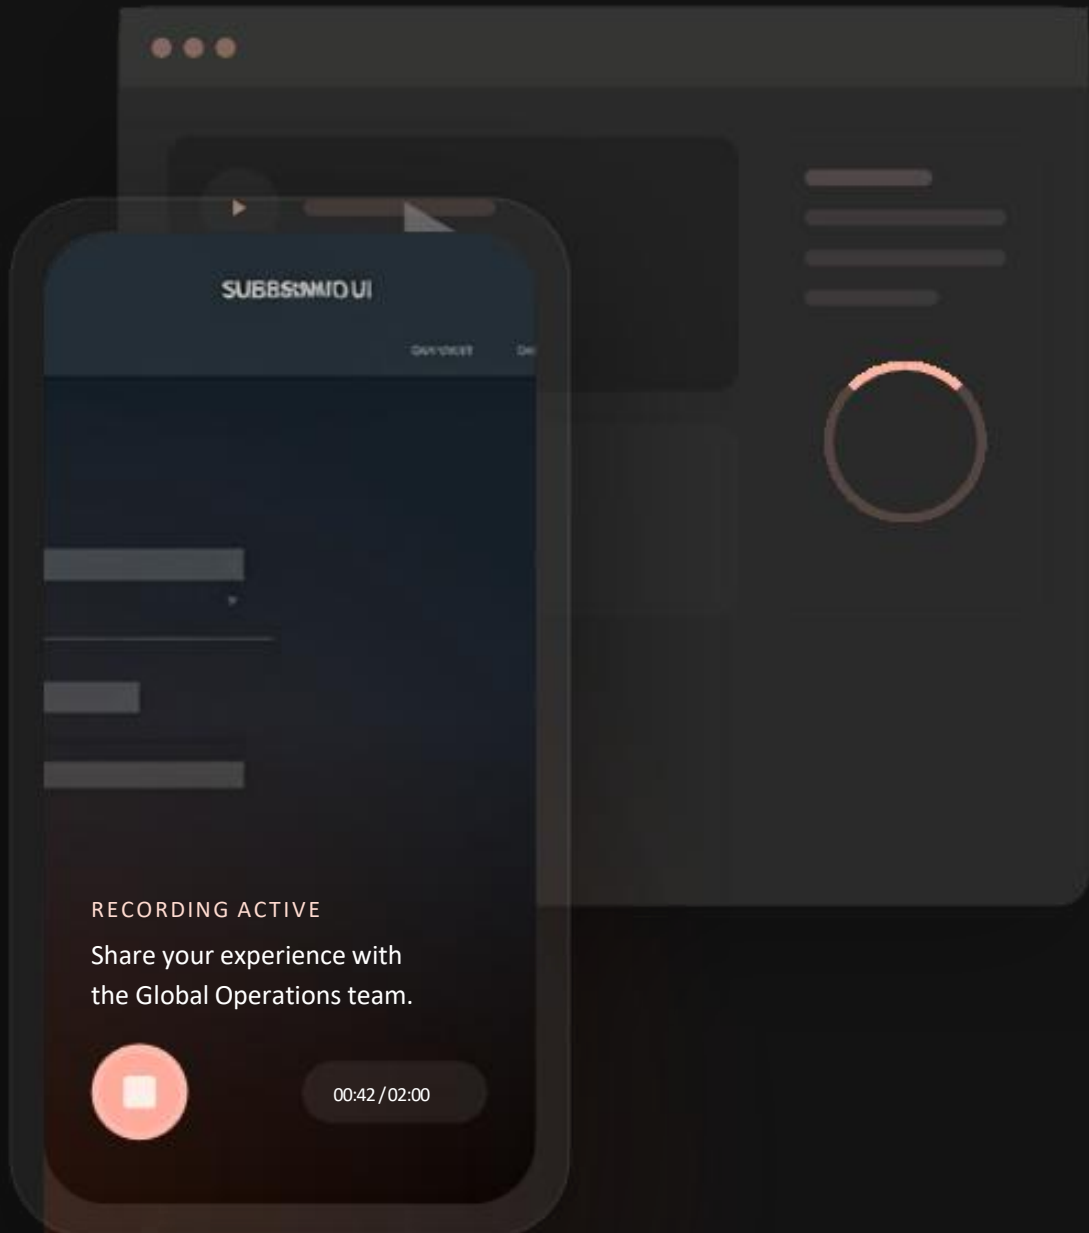 RECORDING ACTIVE
Share your experience with
the Global Operations team.
00:42 / 02:00